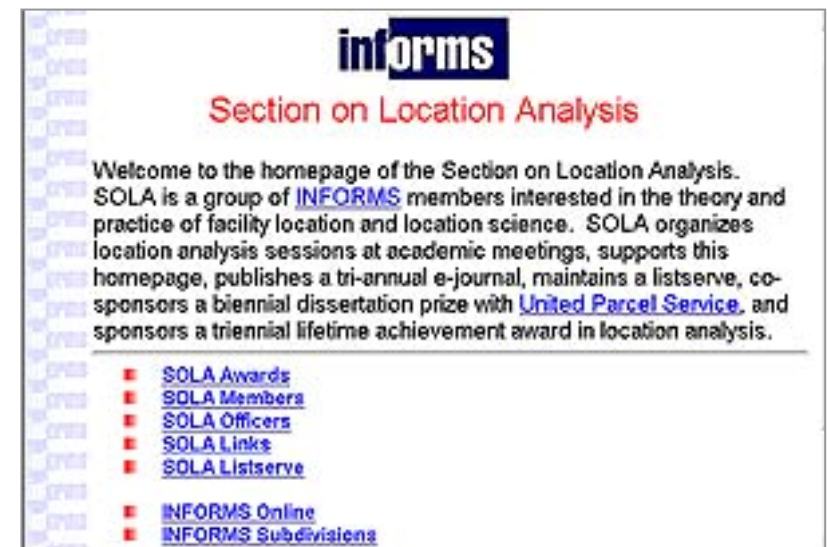 informs
Section on Location Analysis
Welcome to the homepage of the Section on Location Analysis.
SOLA is a group of INFORMS members interested in the theory and
practice of facility location and location science. SOLA organizes
location analysis sessions at academic meetings, supports this
homepage, publishes a tri-annual e-journal, maintains a listserve, co-
sponsors a biennial dissertation prize with United Parcel Service, and
sponsors a triennial lifetime achievement award in location analysis.
SOLA Awards
SOLA Members
SOLA Officers
SOLA Links
SOLA Listserve
INFORMS Online
INFORMS Subdivisions